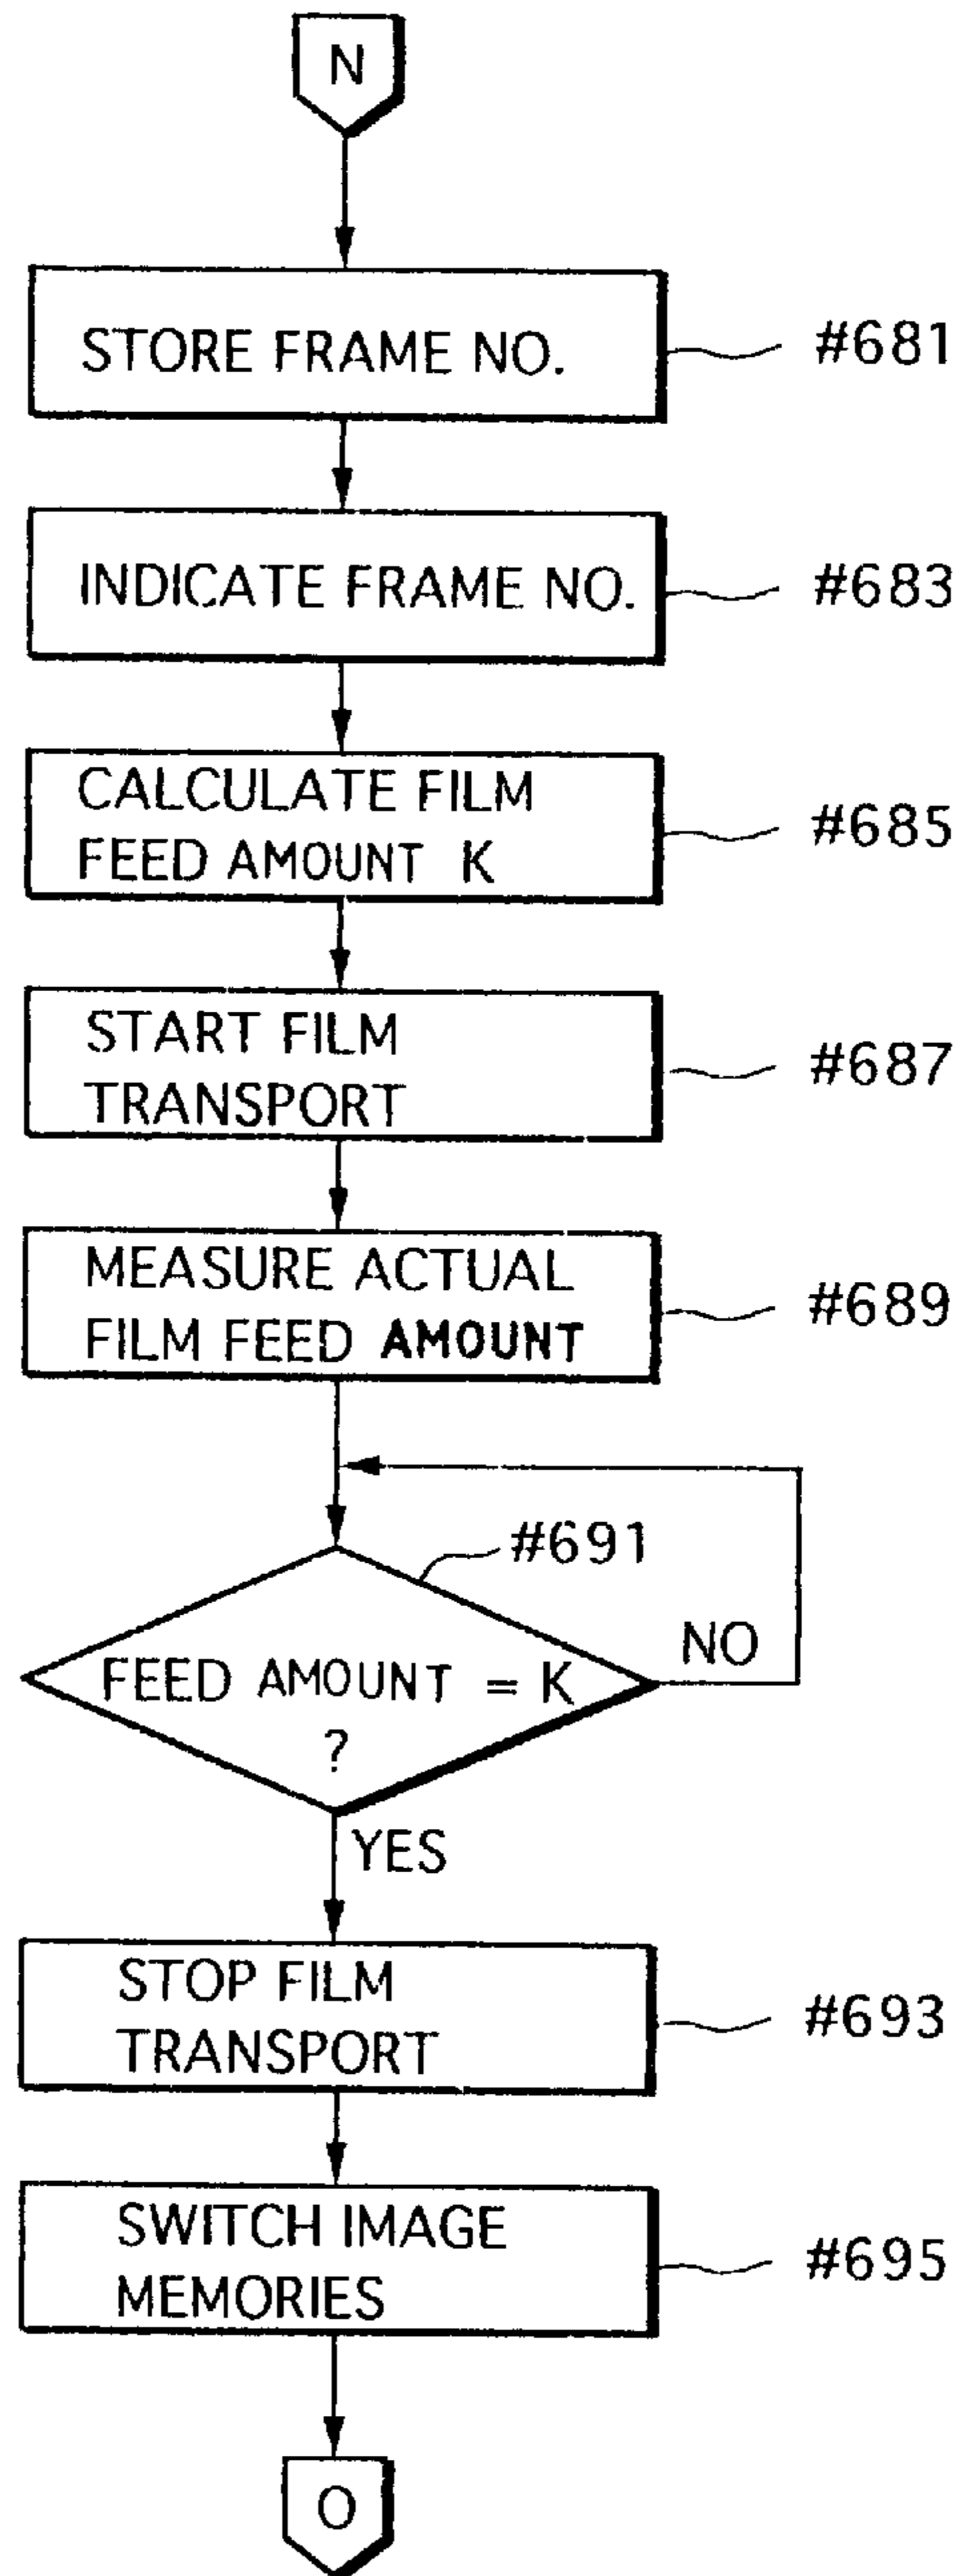 N
STORE FRAME NO.
#681
INDICATE FRAME NO.
#683
CALCULATE FILM
FEED AMOUNT K
#685
START FILM
TRANSPORT
#687
MEASURE ACTUAL
FILM FEED AMOUNT
#689
#691
FEED AMOUNT = K
?
NO
YES
STOP FILM
TRANSPORT
#693
SWITCH IMAGE
MEMORIES
#695
O